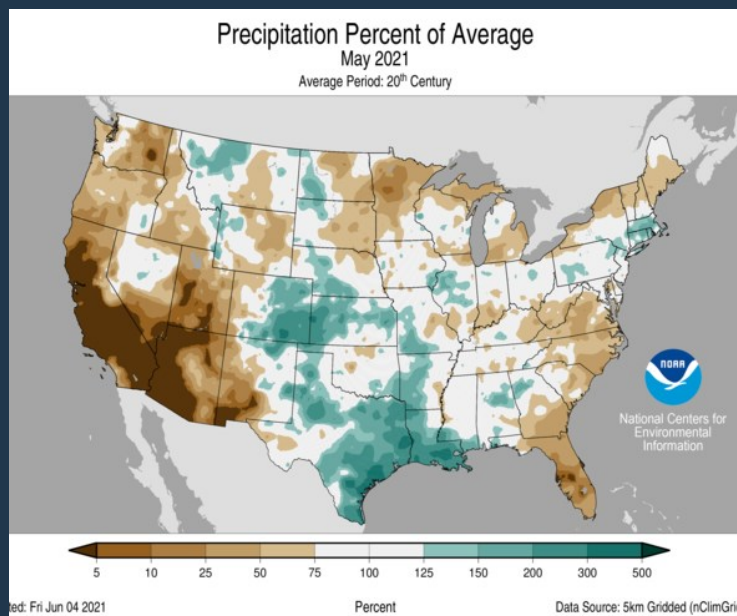 Precipitation Percent of Average
May 2021
Average Period: 20th Century
NOAA
National Centers for
Environmental
Information
5 10 25 50 75 100 125 150 200 300 500
ted: Fri Jun 04 2021 Percent Data Source: 5km Gridded (nClimGri